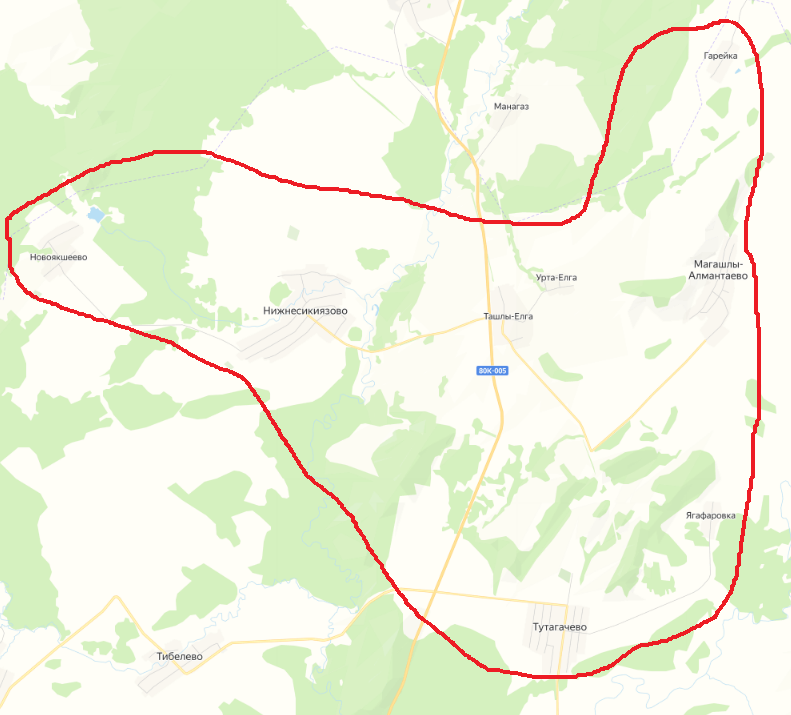 Гарейка
Манагаз
Новоякшеево
Урта-Елга
Магашлы-
Алмантаево
Нижнесикиязово
Ташлы-Елга
80К-005
Ягафаровка
Тутагачево
Тибелево